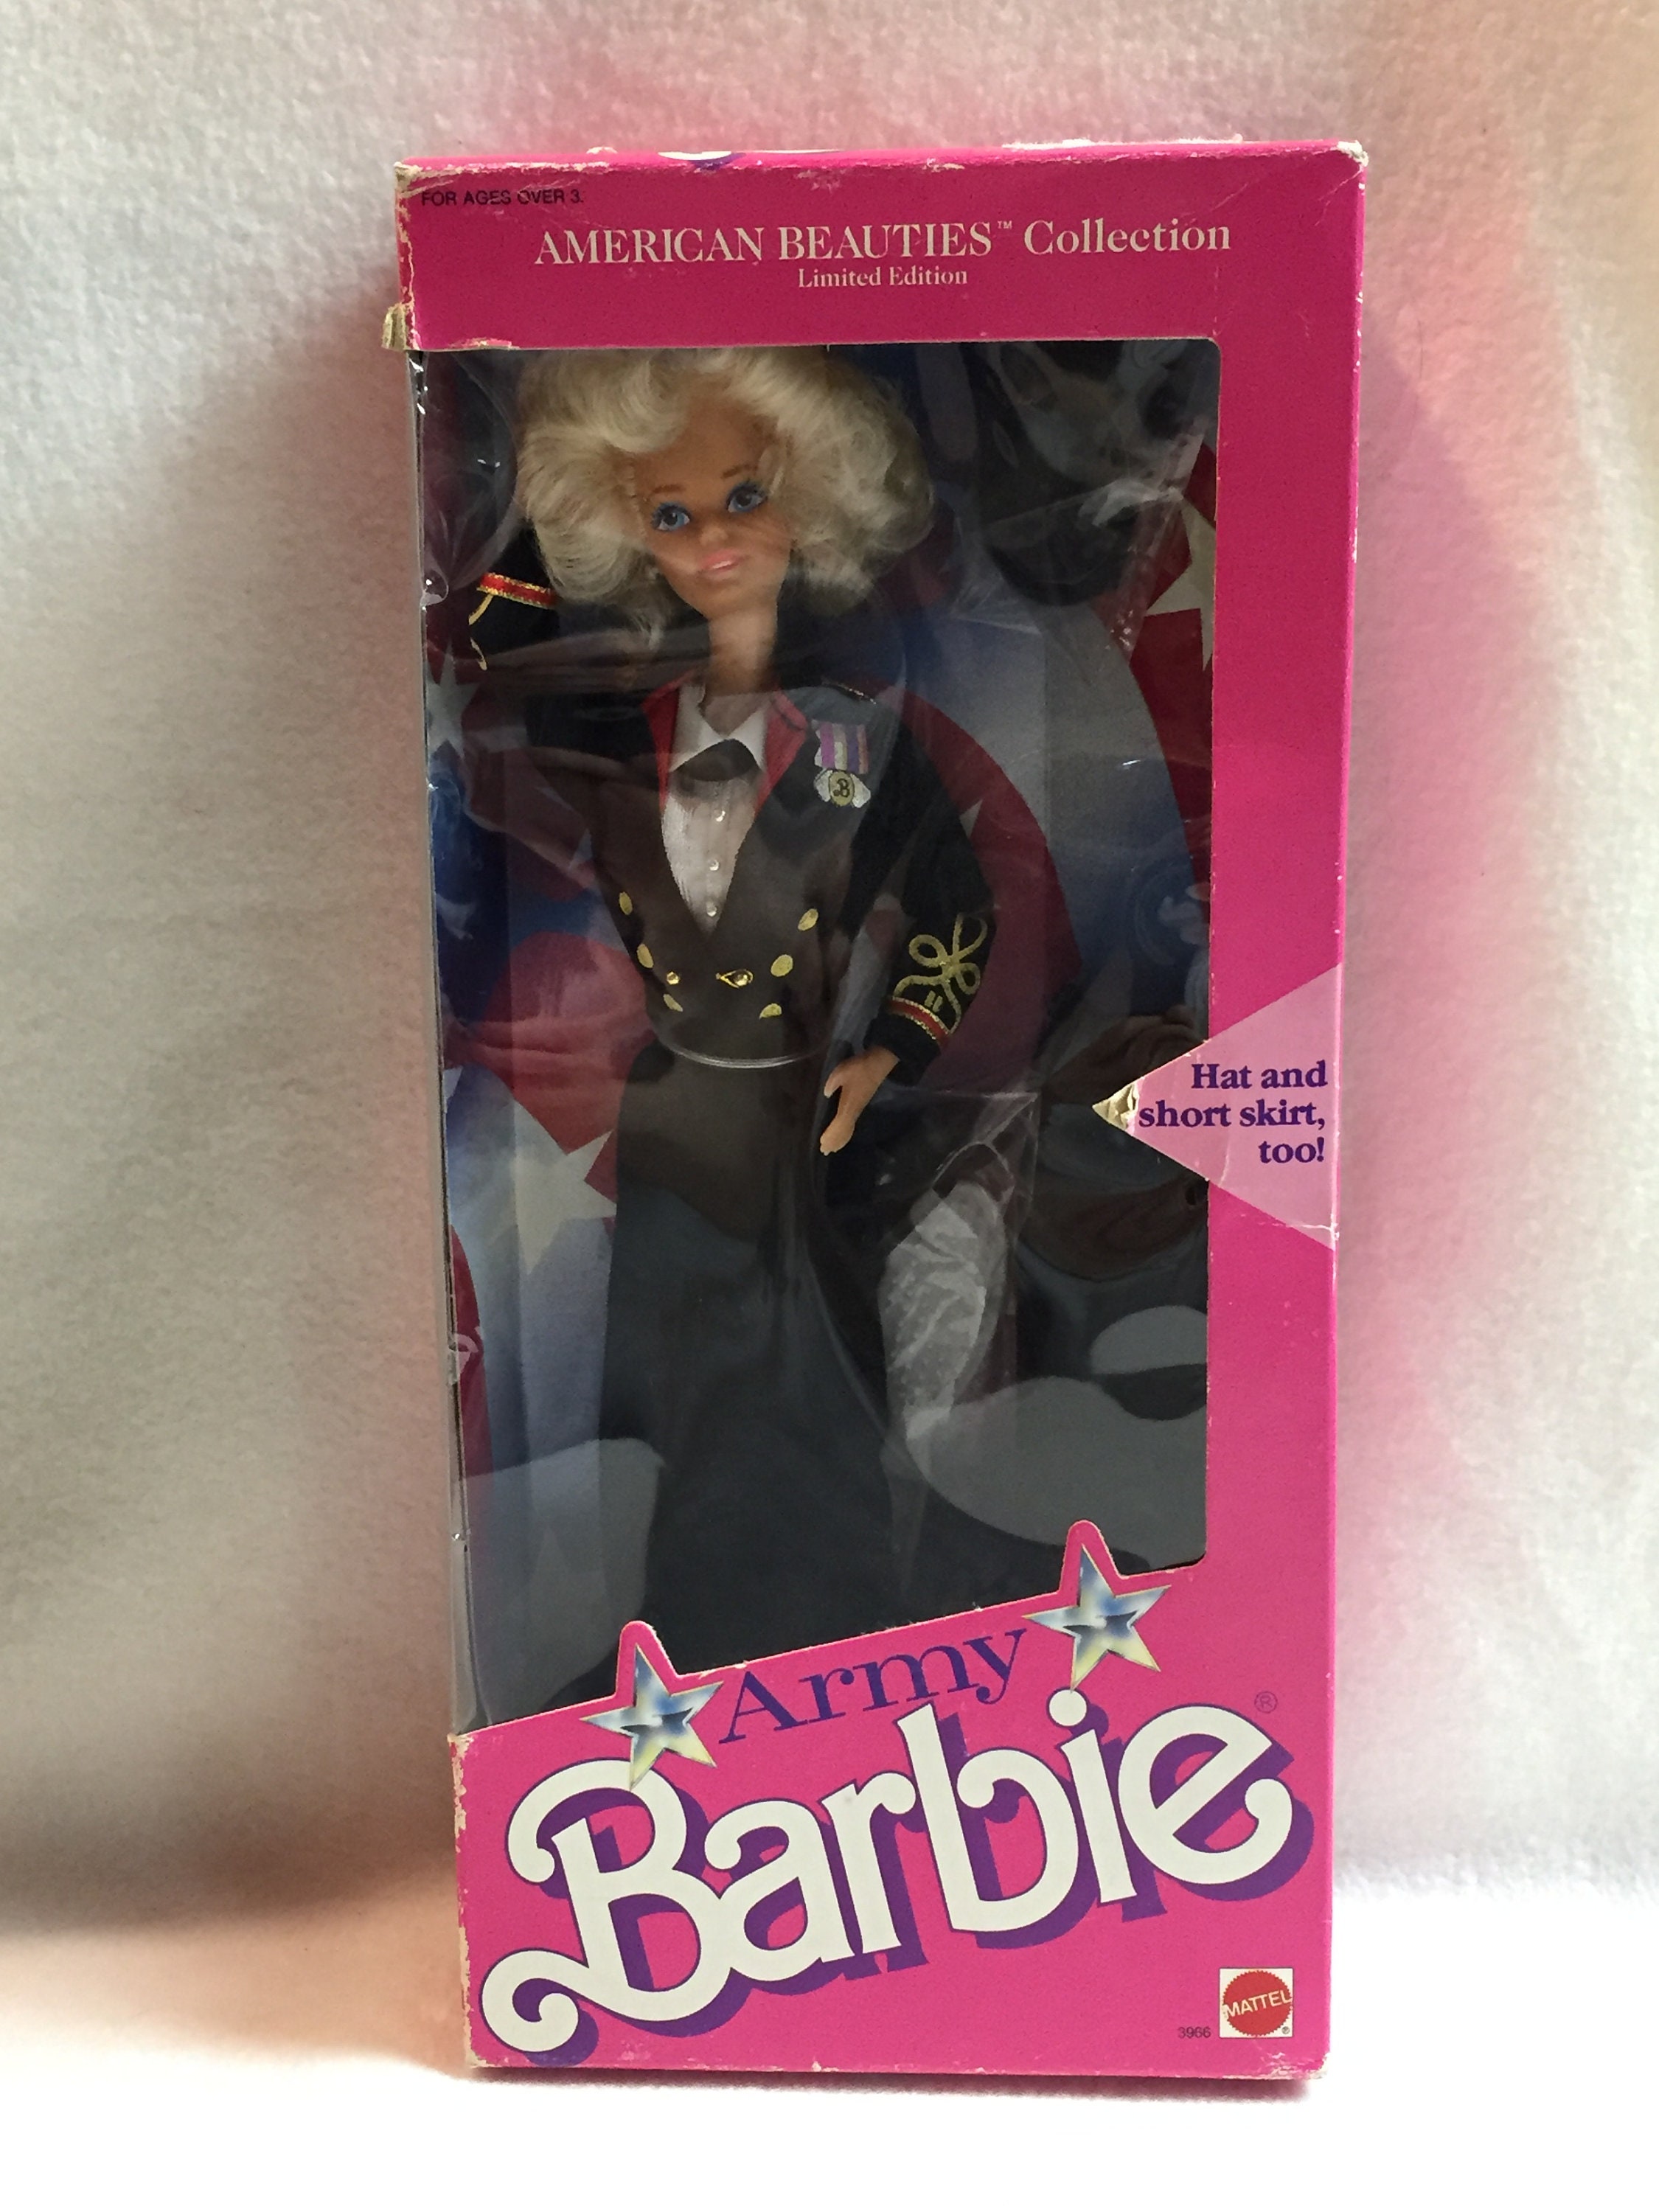 FOR AGES OVER 3.
AMERICAN BEAUTIES™ Collection
Limited Edition
B
Hat and
short skirt,
too!
Army
Barbie®
MATTEL®
3966